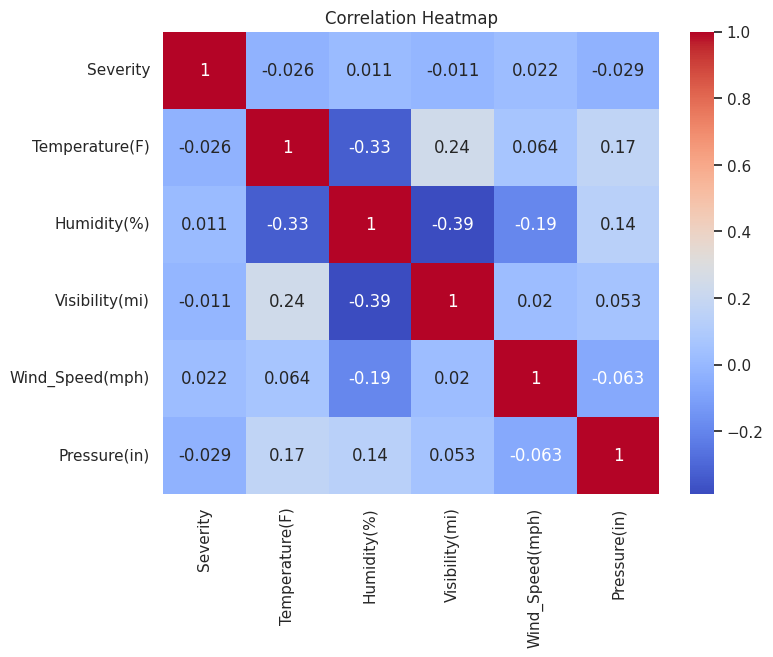 Correlation Heatmap
Severity 1 -0.026 0.011 -0.011 0.022 -0.029
Temperature(F) -0.026 1 -0.33 0.24 0.064 0.17
Humidity(%) 0.011 -0.33 1 -0.39 -0.19 0.14
Visibility(mi) -0.011 0.24 -0.39 1 0.02 0.053
Wind_Speed(mph) 0.022 0.064 -0.19 0.02 1 -0.063
Pressure(in) -0.029 0.17 0.14 0.053 -0.063 1
Severity
Temperature(F)
Humidity(%)
Visibility(mi)
Wind_Speed(mph)
Pressure(in)
1.0
0.8
0.6
0.4
0.2
0.0
−0.2